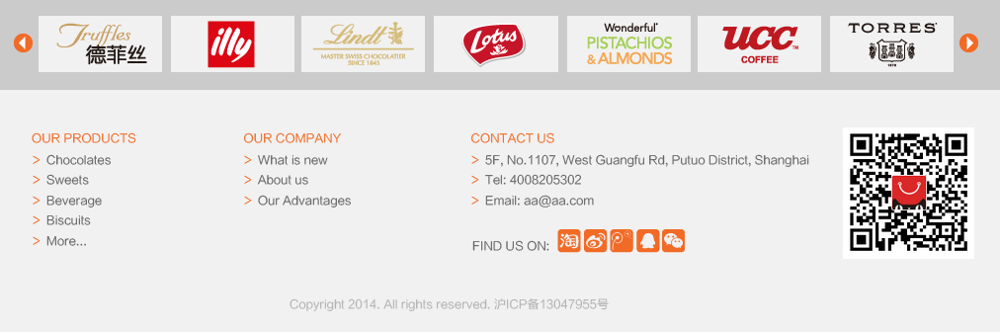 Truffles
德菲丝
illy
Lindt
MASTER SWISS CHOCOLATIER
SINCE 1845
Lotus
Wonderful
PISTACHIOS
& ALMONDS
UCC
™
COFFEE
TORRES
1870
OUR PRODUCTS
> Chocolates
> Sweets
> Beverage
> Biscuits
> More...
OUR COMPANY
> What is new
> About us
> Our Advantages
CONTACT US
> 5F, No.1107, West Guangfu Rd, Putuo District, Shanghai
> Tel: 4008205302
> Email: aa@aa.com
FIND US ON: 淘
Copyright 2014. All rights reserved. 沪ICP备13047955号